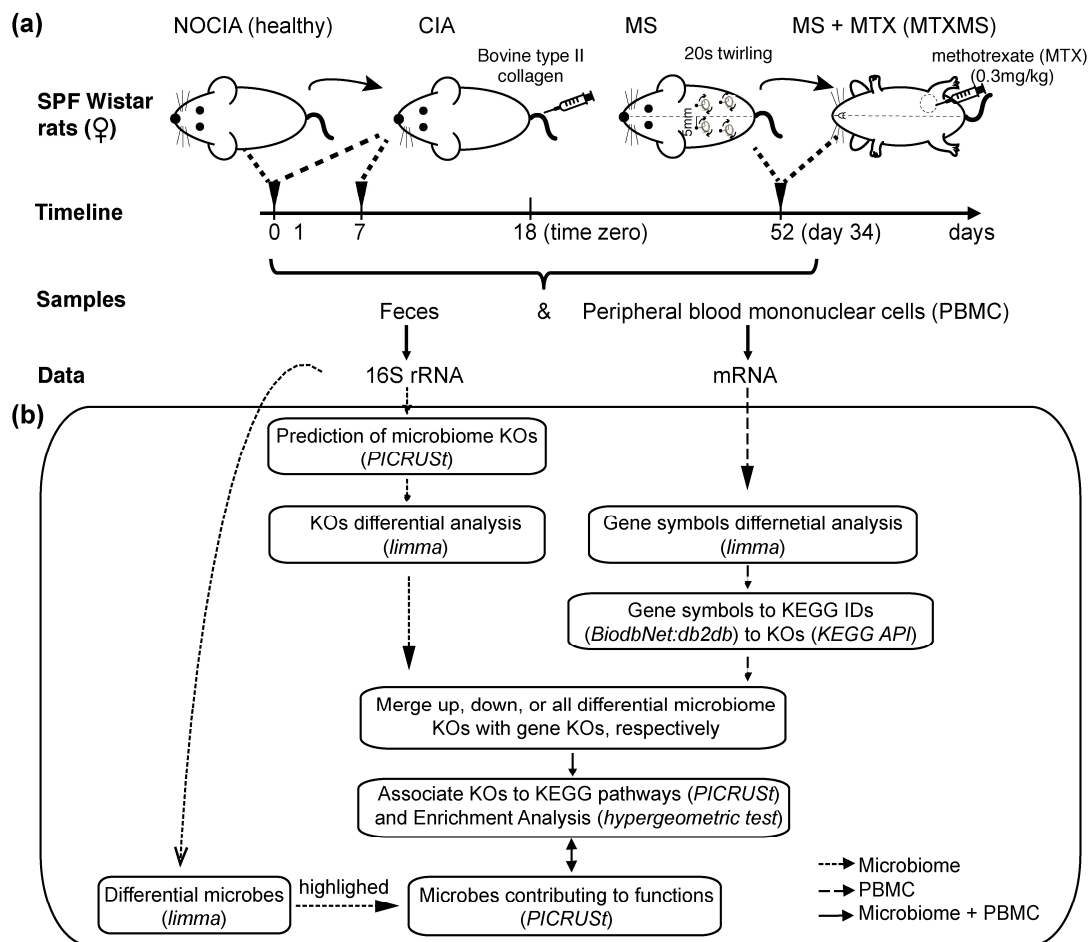 (a)
NOCIA (healthy)
CIA
MS
MS + MTX (MTXMS)
Bovine type II
collagen
20s twirling
methotrexate (MTX)
(0.3mg/kg)
SPF Wistar
rats (♀)
5mm
Timeline
0 1 7 18 (time zero) 52 (day 34) days
Samples
Feces & Peripheral blood mononuclear cells (PBMC)
Data
16S rRNA
mRNA
(b)
Prediction of microbiome KOs
(PICRUSt)
KOs differential analysis
(limma)
Gene symbols differnetial analysis
(limma)
Gene symbols to KEGG IDs
(BiodbNet:db2db) to KOs (KEGG API)
Merge up, down, or all differential microbiome
KOs with gene KOs, respectively
Associate KOs to KEGG pathways (PICRUSt)
and Enrichment Analysis (hypergeometric test)
Differential microbes
(limma)
highlighed
Microbes contributing to functions
(PICRUSt)
Microbiome
PBMC
Microbiome + PBMC